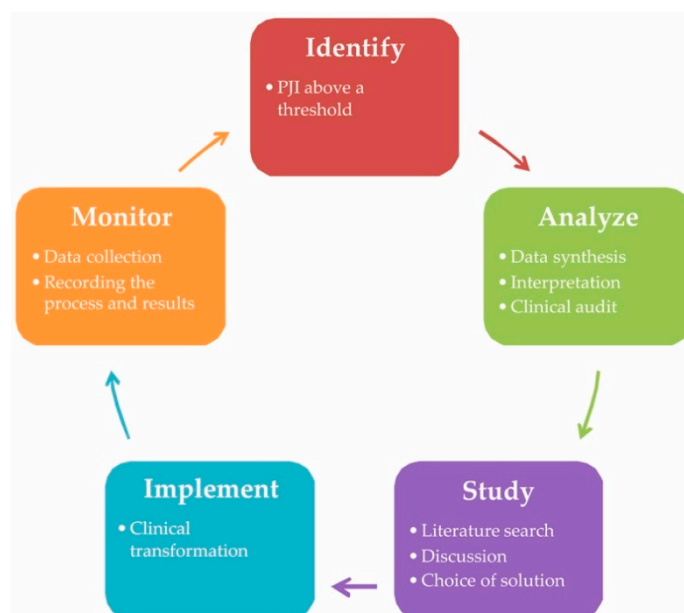 Identify
• PJI above a
threshold
Analyze
• Data synthesis
• Interpretation
• Clinical audit
Study
• Literature search
• Discussion
• Choice of solution
Implement
• Clinical
transformation
Monitor
• Data collection
• Recording the
process and results